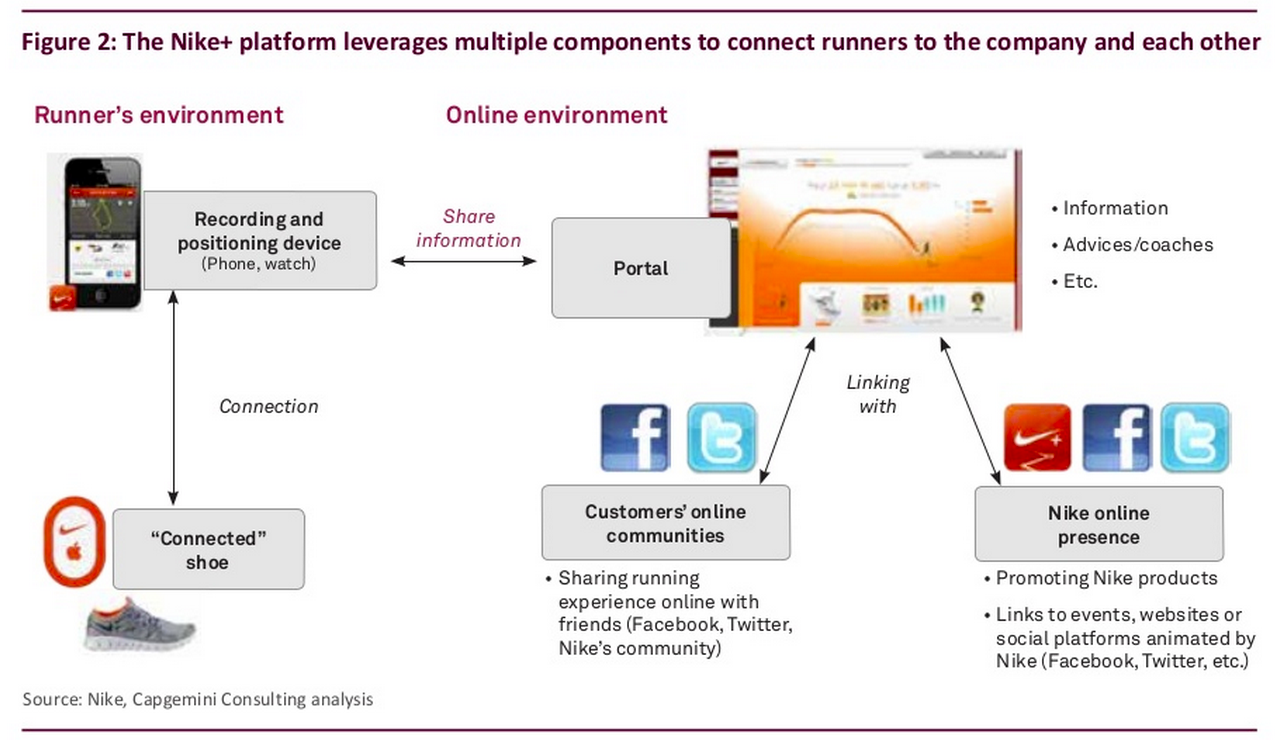 Figure 2: The Nike+ platform leverages multiple components to connect runners to the company and each other
Runner's environment
Online environment
Recording and
positioning device
(Phone, watch)
Share
information
Portal
• Information
• Advices/coaches
• Etc.
Connection
Linking
with
"Connected"
shoe
Customers' online
communities
• Sharing running
experience online with
friends (Facebook, Twitter,
Nike's community)
Nike online
presence
• Promoting Nike products
• Links to events, websites or
social platforms animated by
Nike (Facebook, Twitter, etc.)
Source: Nike, Capgemini Consulting analysis